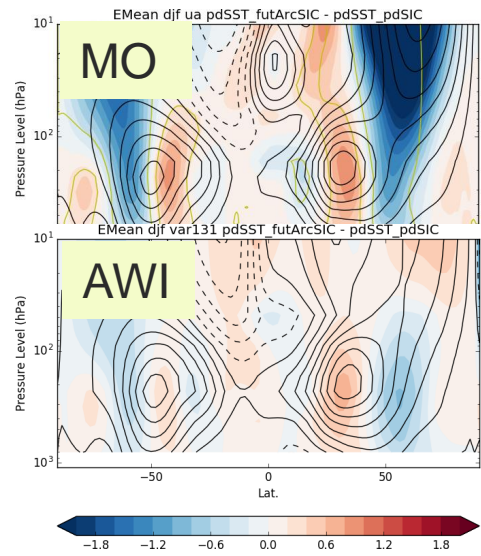 EMean djf ua pdSST_futArcSIC - pdSST_pdSIC
MO
10¹
10²
Pressure Level (hPa)
EMean djf var131 pdSST_futArcSIC - pdSST_pdSIC
AWI
10¹
10²
10³
Pressure Level (hPa)
−50 0 50
Lat.
−1.8 −1.2 −0.6 0.0 0.6 1.2 1.8